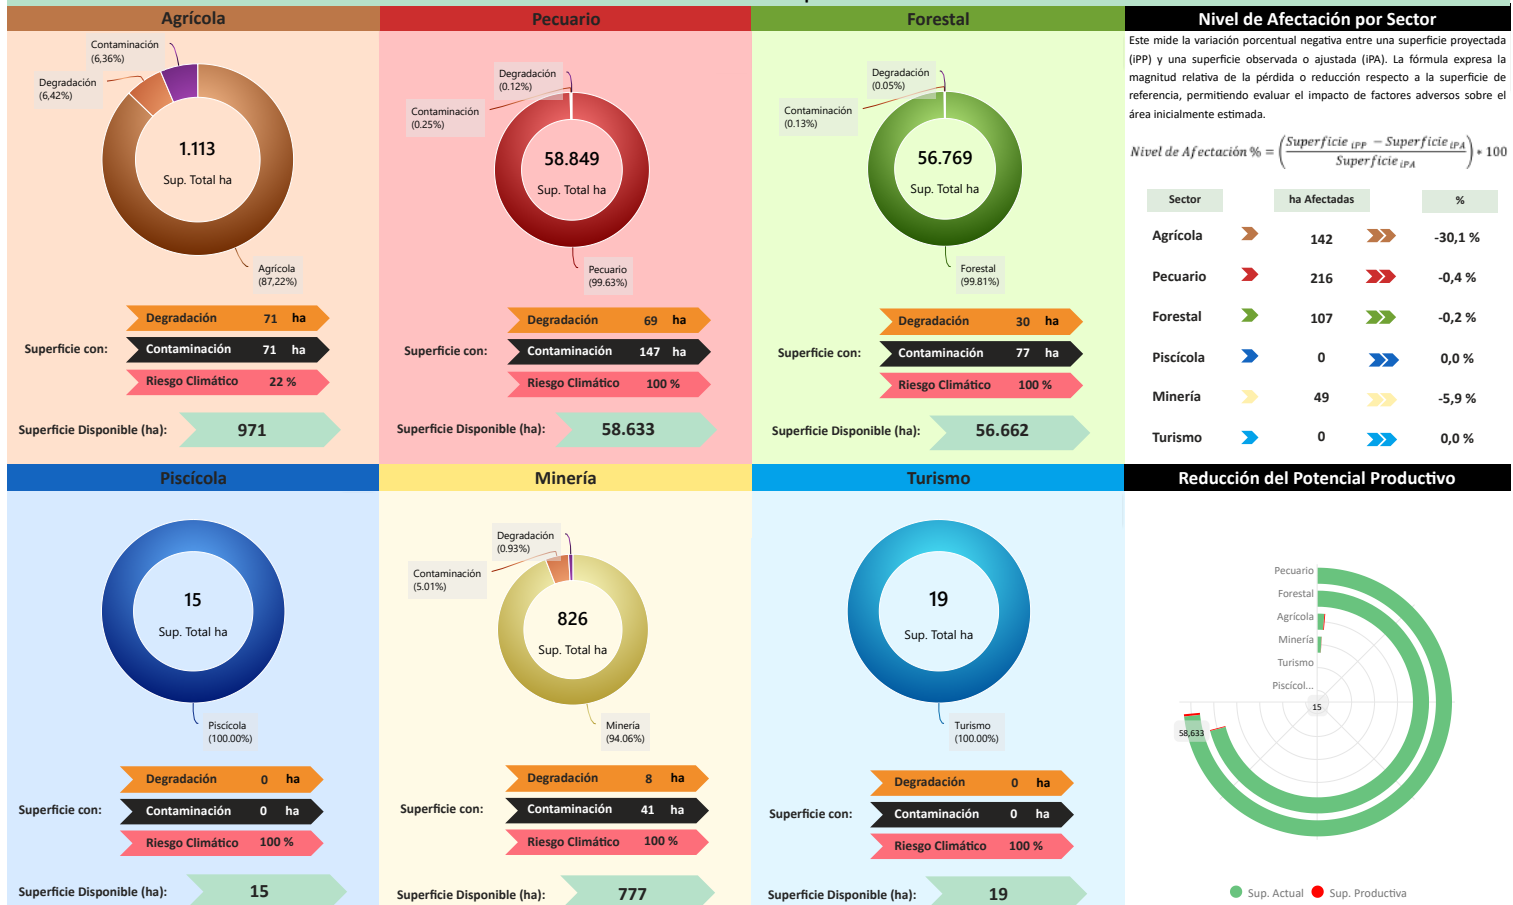 Agrícola
Contaminación
(6,36%)
Degradación
(6,42%)
1.113
Sup. Total ha
Agrícola
(87,22%)
Superficie con:
Degradación 71 ha
Contaminación 71 ha
Riesgo Climático 22 %
Superficie Disponible (ha): 971
Pecuario
Degradación
(0.12%)
Contaminación
(0.25%)
58.849
Sup. Total ha
Pecuario
(99.63%)
Superficie con:
Degradación 69 ha
Contaminación 147 ha
Riesgo Climático 100 %
Superficie Disponible (ha): 58.633
Forestal
Degradación
(0.05%)
Contaminación
(0.13%)
56.769
Sup. Total ha
Forestal
(99.81%)
Superficie con:
Degradación 30 ha
Contaminación 77 ha
Riesgo Climático 100 %
Superficie Disponible (ha): 56.662
Nivel de Afectación por Sector
Este mide la variación porcentual negativa entre una superficie proyectada
(iPP) y una superficie observada o ajustada (iPA). La fórmula expresa la
magnitud relativa de la pérdida o reducción respecto a la superficie de
referencia, permitiendo evaluar el impacto de factores adversos sobre el
área inicialmente estimada.
Nivel de Afectación % = (Superficie iPP − Superficie iPA / Superficie iPA) * 100
Sector ha Afectadas %
Agrícola 142 -30,1 %
Pecuario 216 -0,4 %
Forestal 107 -0,2 %
Piscícola 0 0,0 %
Minería 49 -5,9 %
Turismo 0 0,0 %
Piscícola
15
Sup. Total ha
Piscícola
(100.00%)
Superficie con:
Degradación 0 ha
Contaminación 0 ha
Riesgo Climático 100 %
Superficie Disponible (ha): 15
Minería
Degradación
(0.93%)
Contaminación
(5.01%)
826
Sup. Total ha
Minería
(94.06%)
Superficie con:
Degradación 8 ha
Contaminación 41 ha
Riesgo Climático 100 %
Superficie Disponible (ha): 777
Turismo
19
Sup. Total ha
Turismo
(100.00%)
Superficie con:
Degradación 0 ha
Contaminación 0 ha
Riesgo Climático 100 %
Superficie Disponible (ha): 19
Reducción del Potencial Productivo
Pecuario
Forestal
Agrícola
Minería
Turismo
Piscícol...
15
58,633
Sup. Actual Sup. Productiva